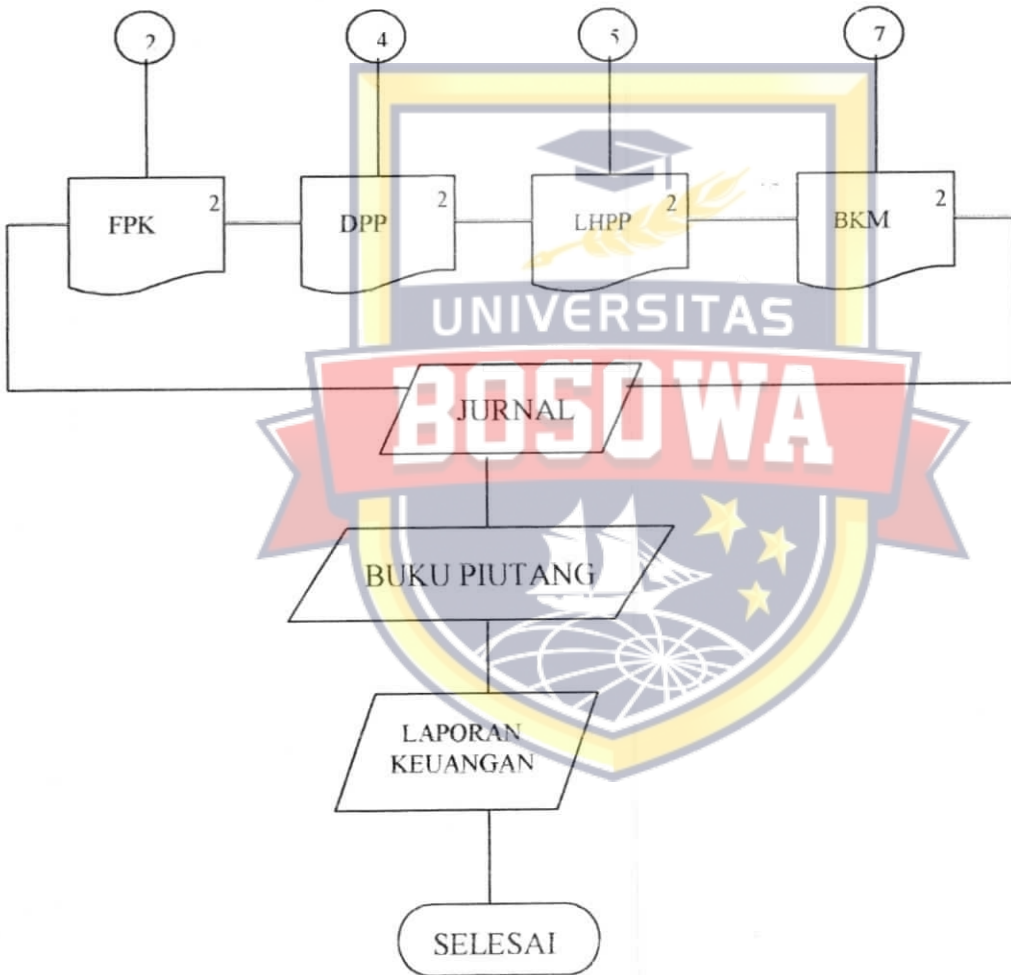 2
4
5
7
FPK 2
DPP 2
LHPP 2
BKM 2
UNIVERSITAS
BOSOWA
JURNAL
BUKU PIUTANG
LAPORAN
KEUANGAN
SELESAI